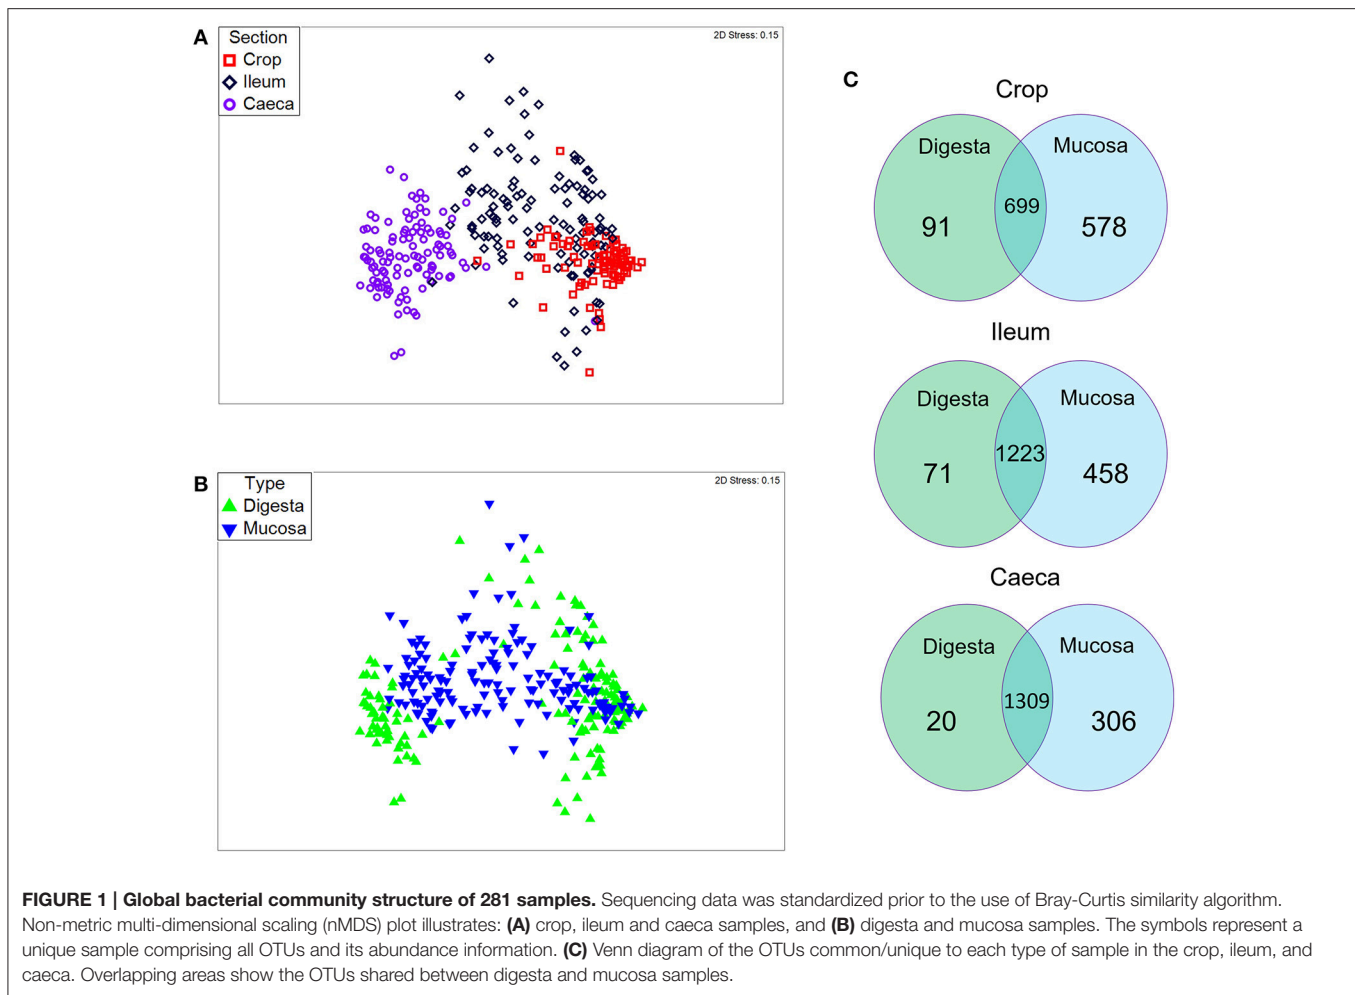 A
Section
Crop
Ileum
Caeca
2D Stress: 0.15
B
Type
Digesta
Mucosa
2D Stress: 0.15
C
Crop
Digesta
Mucosa
91
699
578
Ileum
Digesta
Mucosa
71
1223
458
Caeca
Digesta
Mucosa
20
1309
306
FIGURE 1 | Global bacterial community structure of 281 samples. Sequencing data was standardized prior to the use of Bray-Curtis similarity algorithm.
Non-metric multi-dimensional scaling (nMDS) plot illustrates: (A) crop, ileum and caeca samples, and (B) digesta and mucosa samples. The symbols represent a
unique sample comprising all OTUs and its abundance information. (C) Venn diagram of the OTUs common/unique to each type of sample in the crop, ileum, and
caeca. Overlapping areas show the OTUs shared between digesta and mucosa samples.